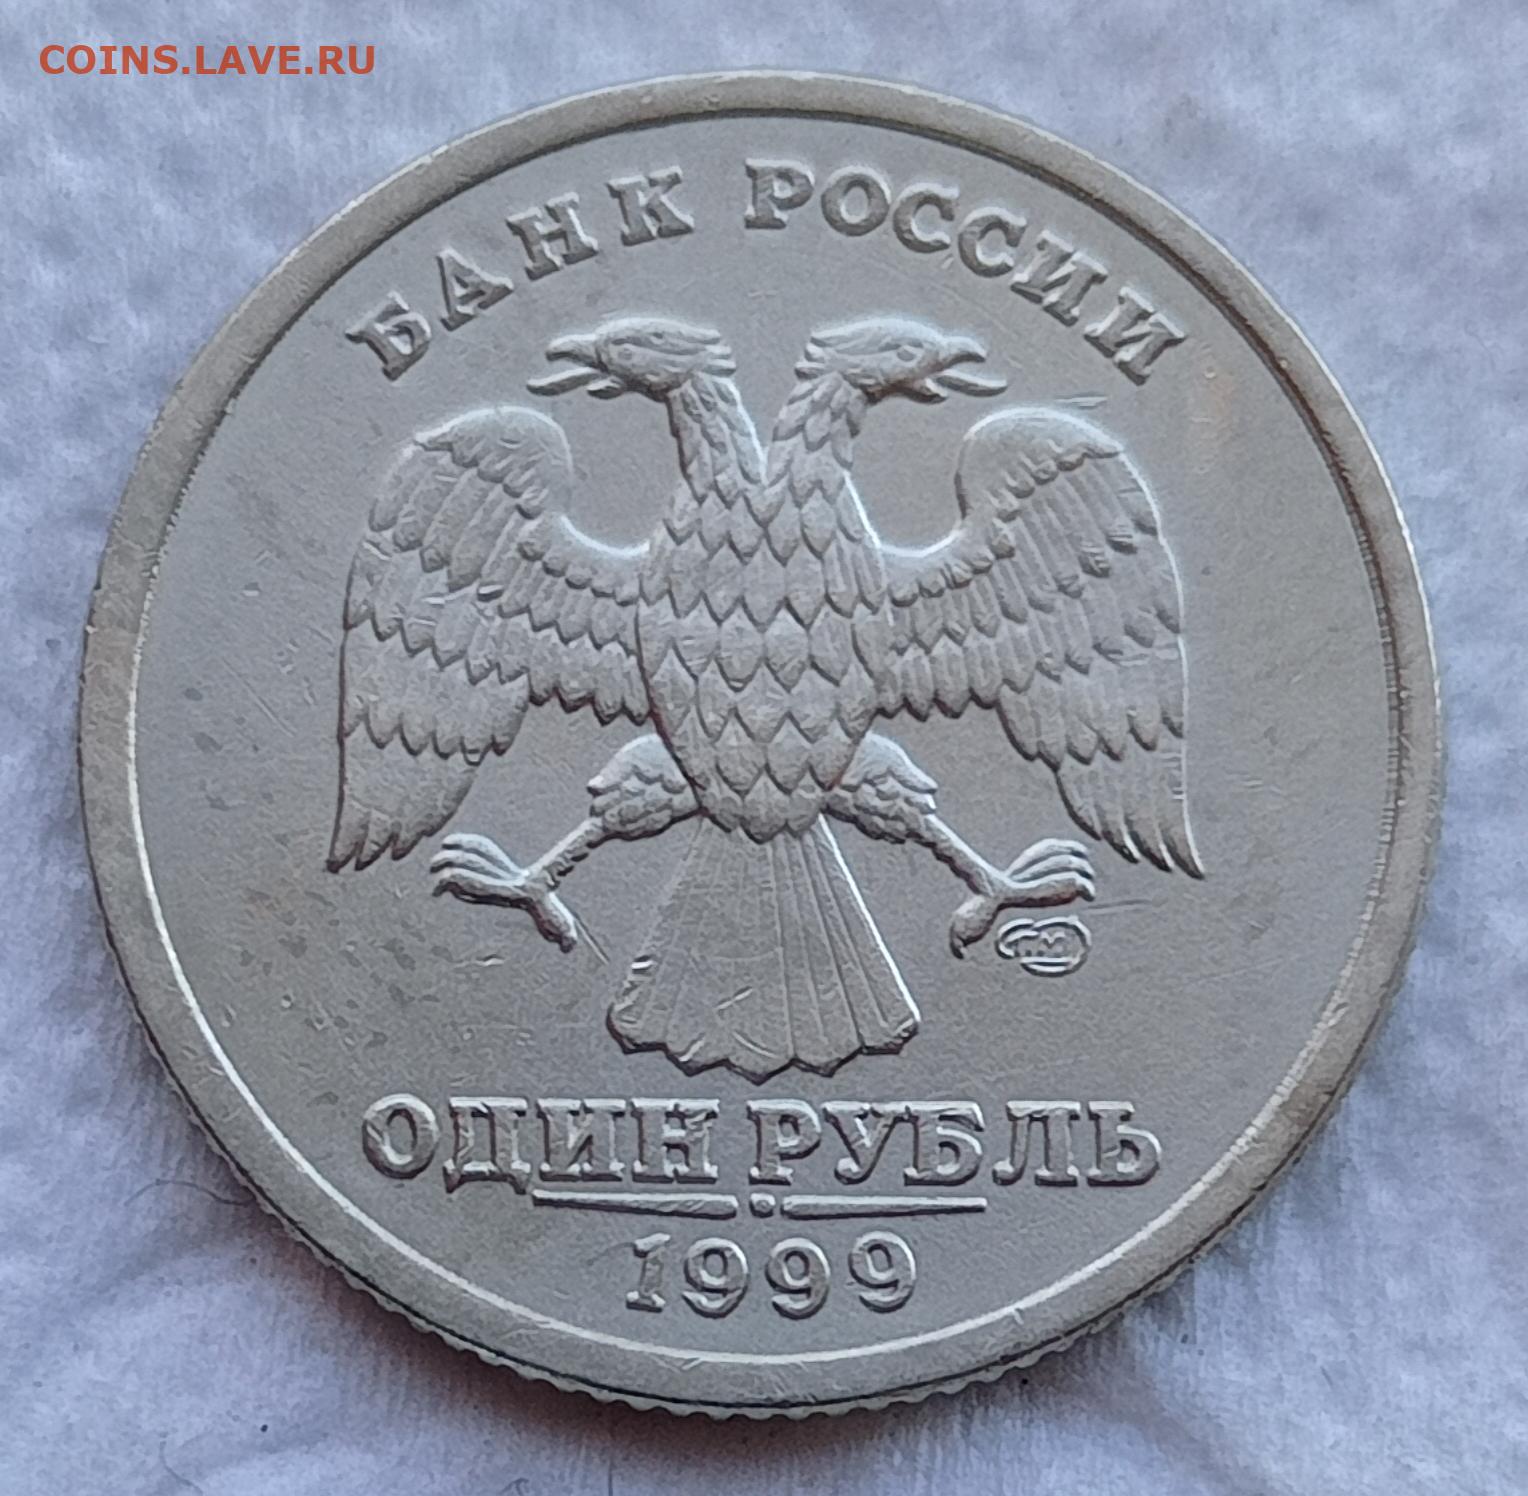 COINS.LAVE.RU
БАНК РОССИИ
ОДИН РУБЛЬ
1999